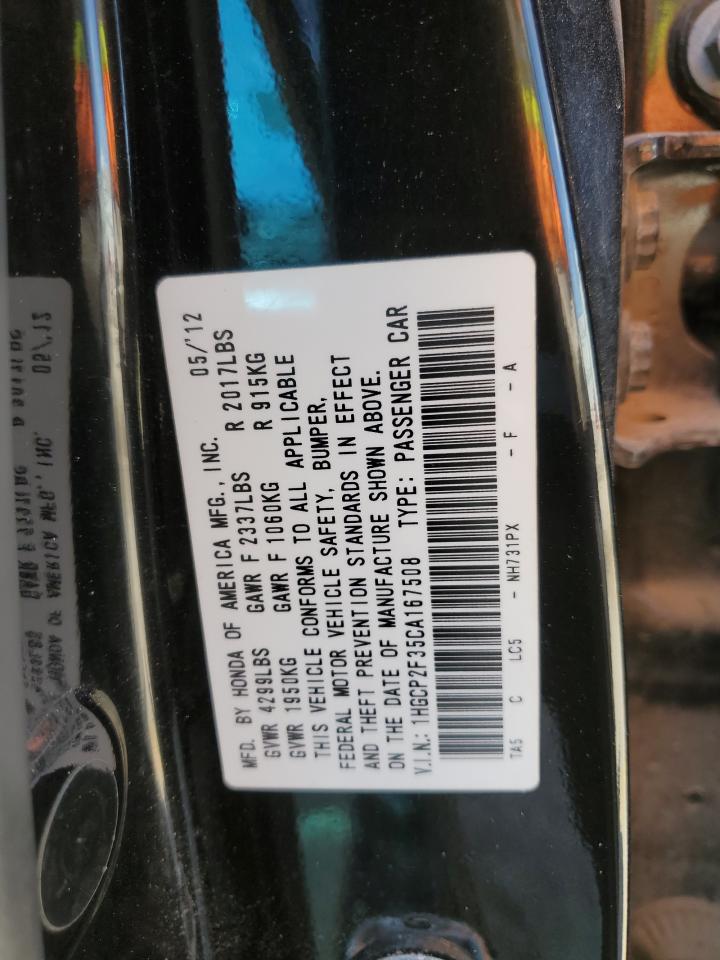 MFD. BY HONDA OF AMERICA MFG., INC. 05/'12
GVWR 4299LBS GAWR F 2337LBS R 2017LBS
GVWR 1950KG GAWR F 1060KG R 915KG
THIS VEHICLE CONFORMS TO ALL APPLICABLE
FEDERAL MOTOR VEHICLE SAFETY, BUMPER,
AND THEFT PREVENTION STANDARDS IN EFFECT
ON THE DATE OF MANUFACTURE SHOWN ABOVE.
V.I.N.: 1HGCP2F35CA167508 TYPE: PASSENGER CAR
TA5 C LC5 - NH731PX - F - A